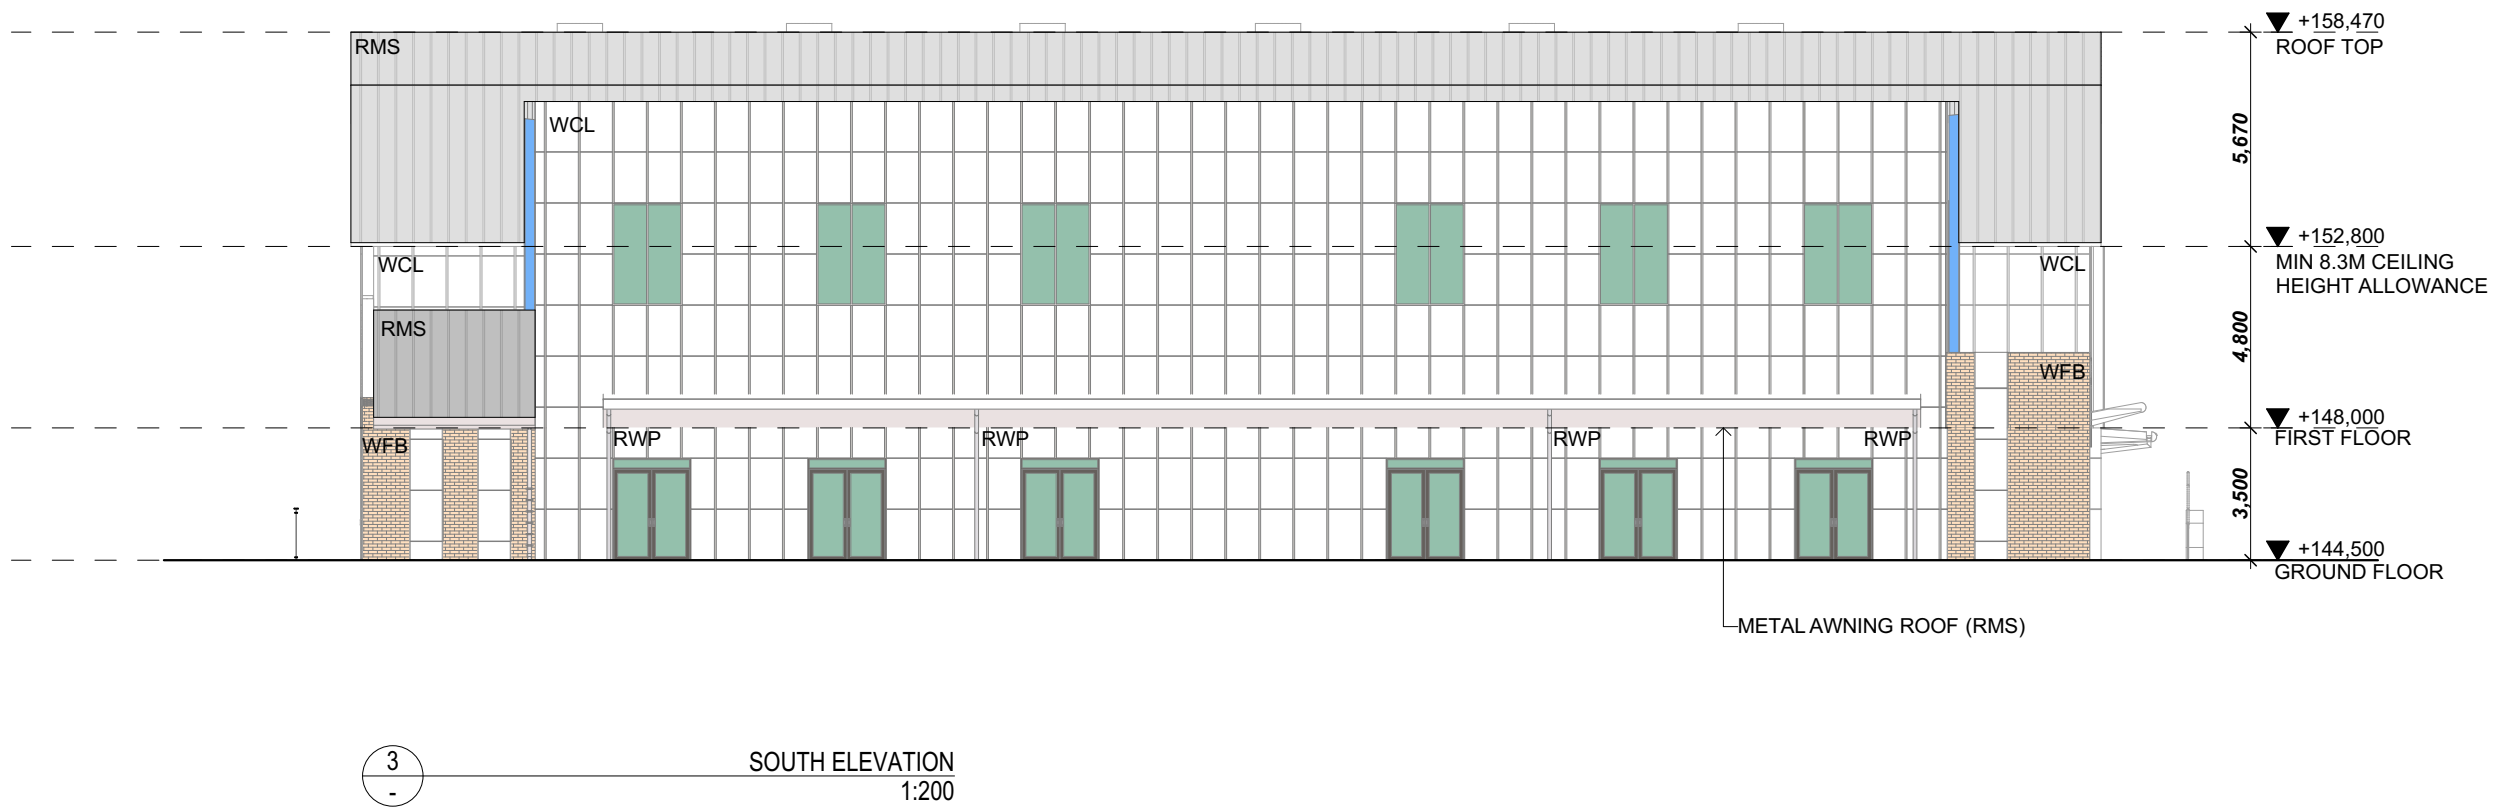 +158,470
ROOF TOP
RMS
WCL
5,670
+152,800
MIN 8.3M CEILING
HEIGHT ALLOWANCE
WCL
WCL
RMS
4,800
WFB
+148,000
FIRST FLOOR
WFB
RWP
RWP
RWP
RWP
3,500
+144,500
GROUND FLOOR
METAL AWNING ROOF (RMS)
3
-
SOUTH ELEVATION
1:200